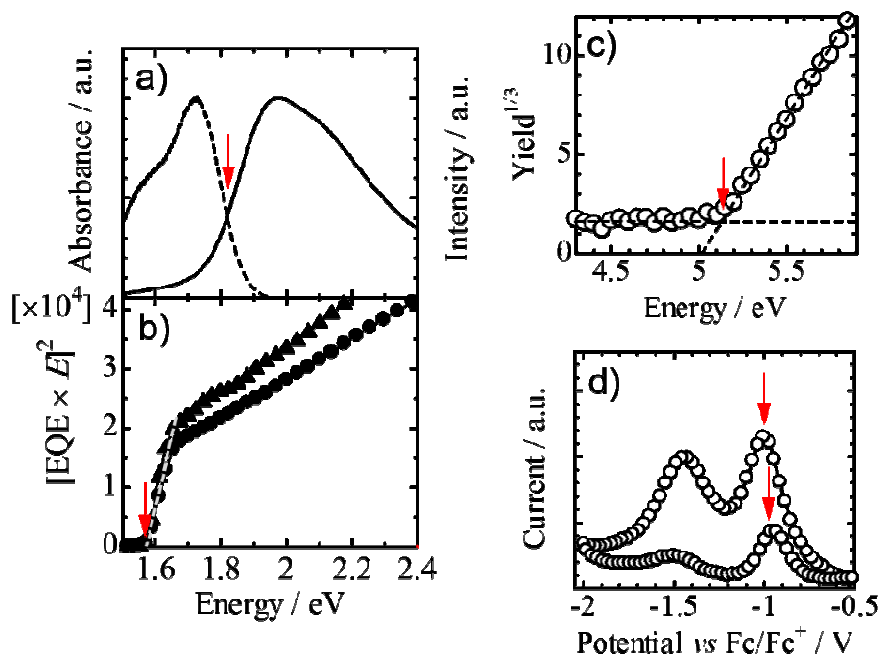 a)
Absorbance / a.u.
Intensity / a.u.
[×10⁴]
b)
4
3
2
1
0
[EQE × E]²
1.6 1.8 2 2.2 2.4
Energy / eV
c)
10
5
0
Yield^1/3
4.5 5 5.5
Energy / eV
d)
Current / a.u.
-2 -1.5 -1 -0.5
Potential vs Fc/Fc⁺ / V